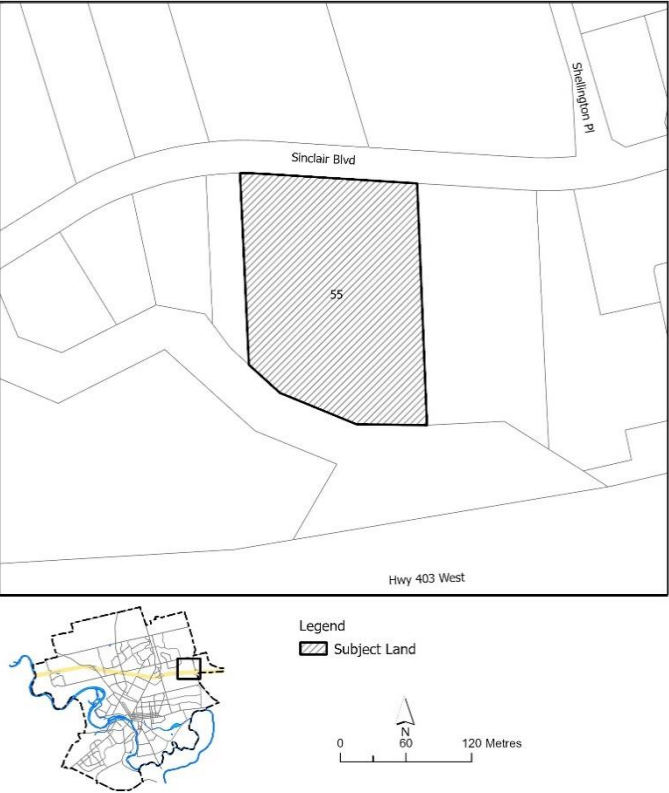 Shellington Pl
Sinclair Blvd
55
Hwy 403 West
Legend
Subject Land
N
0 60 120 Metres